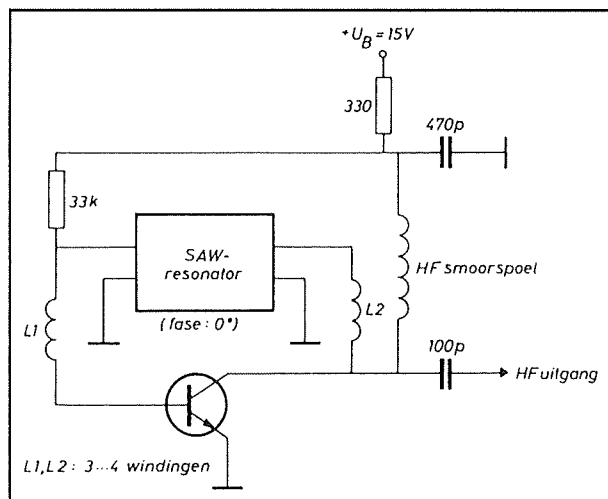 +U_B = 15V
330
470p
33k
SAW-
resonator
(fase: 0°)
HF smoorspoel
L1
L2
100p
HF uitgang
L1, L2: 3...4 windingen